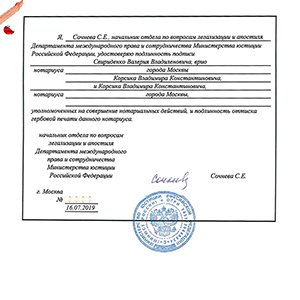 Я, Сочнева С.Е., начальник отдела по вопросам легализации и апостиля
Департамента международного права и сотрудничества Министерства юстиции
Российской Федерации, удостоверяю подлинность подписи
Свириденко Валерия Владиленовича, врио
нотариуса города Москвы
Корсика Владимира Константиновича,
и Корсика Владимира Константиновича,
нотариуса города Москвы,
уполномоченных на совершение нотариальных действий, и подлинность оттиска
гербовой печати данного нотариуса.
начальник отдела по вопросам
легализации и апостиля
Департамента международного
права и сотрудничества
Министерства юстиции
Российской Федерации
Сочнева С.Е.
г. Москва
№
16.07.2019